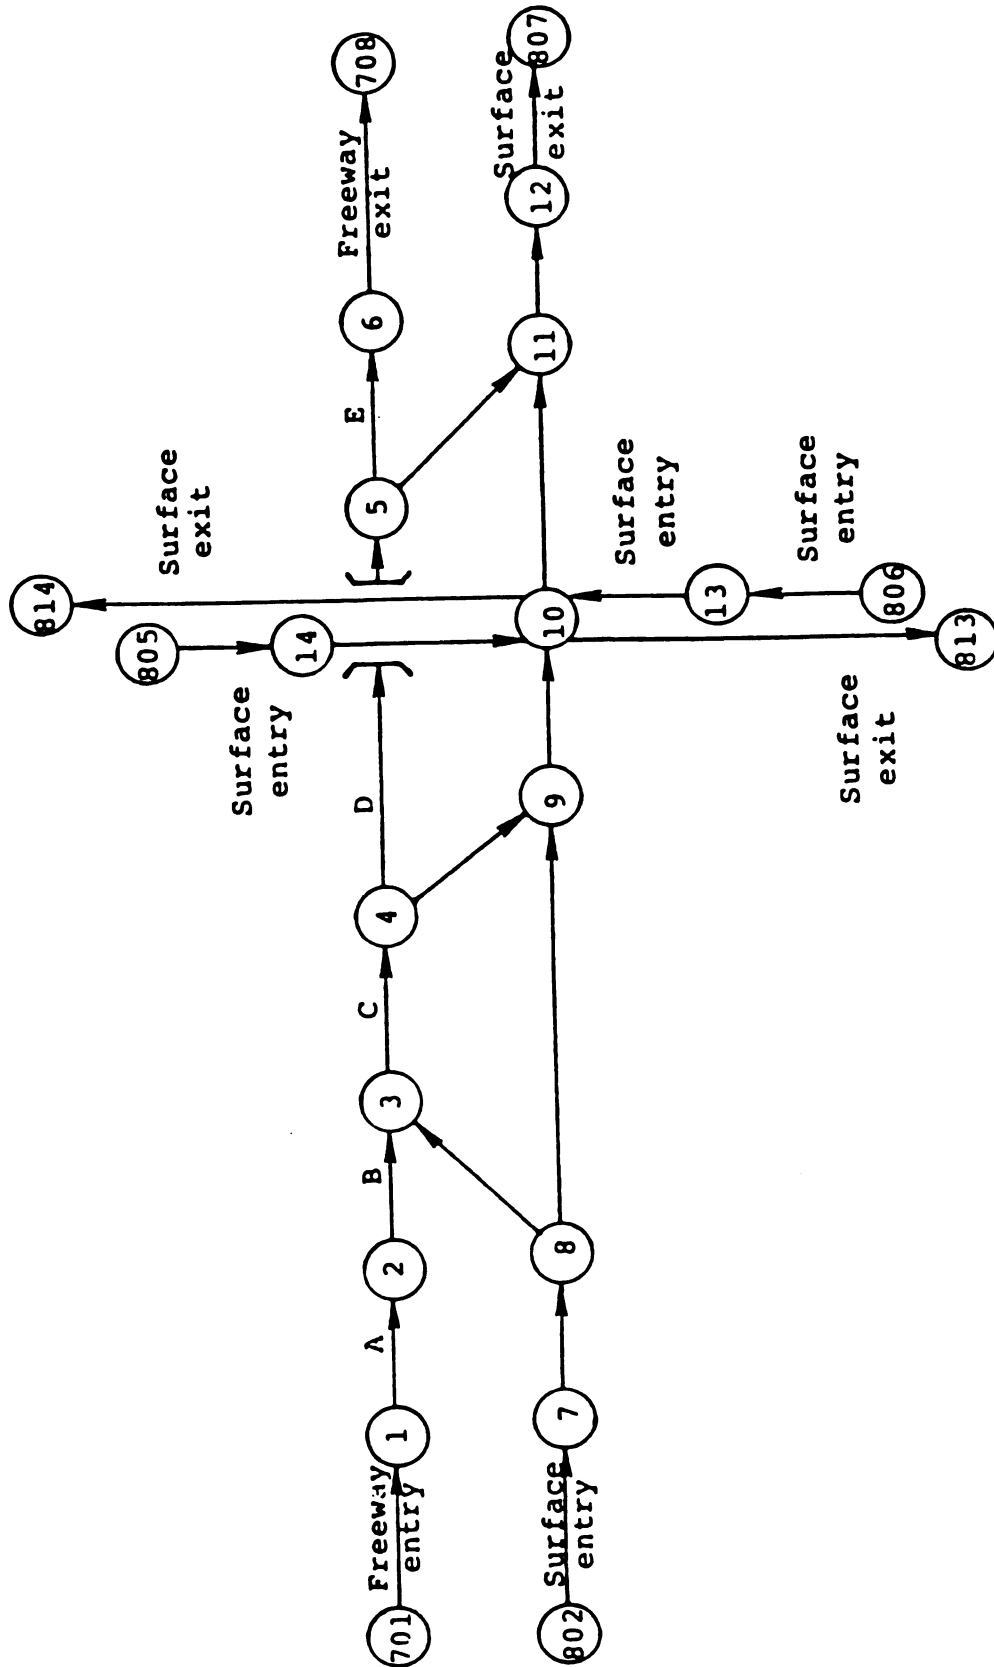 814
805
Surface
exit
Surface
entry
14
701
Freeway
entry
1
A
2
B
3
C
4
D
5
E
6
Freeway
exit
708
802
Surface
entry
7
8
9
10
11
12
Surface
exit
807
Surface
entry
13
Surface
entry
806
Surface
exit
813